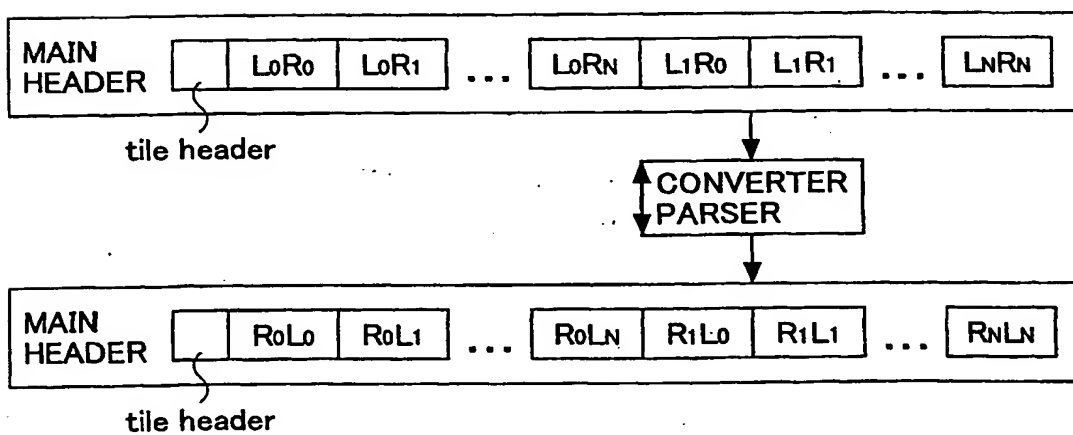 MAIN HEADER L0R0 L0R1 ... L0RN L1R0 L1R1 ... LNRN
tile header
CONVERTER
PARSER
MAIN HEADER R0L0 R0L1 ... R0LN R1L0 R1L1 ... RNLN
tile header